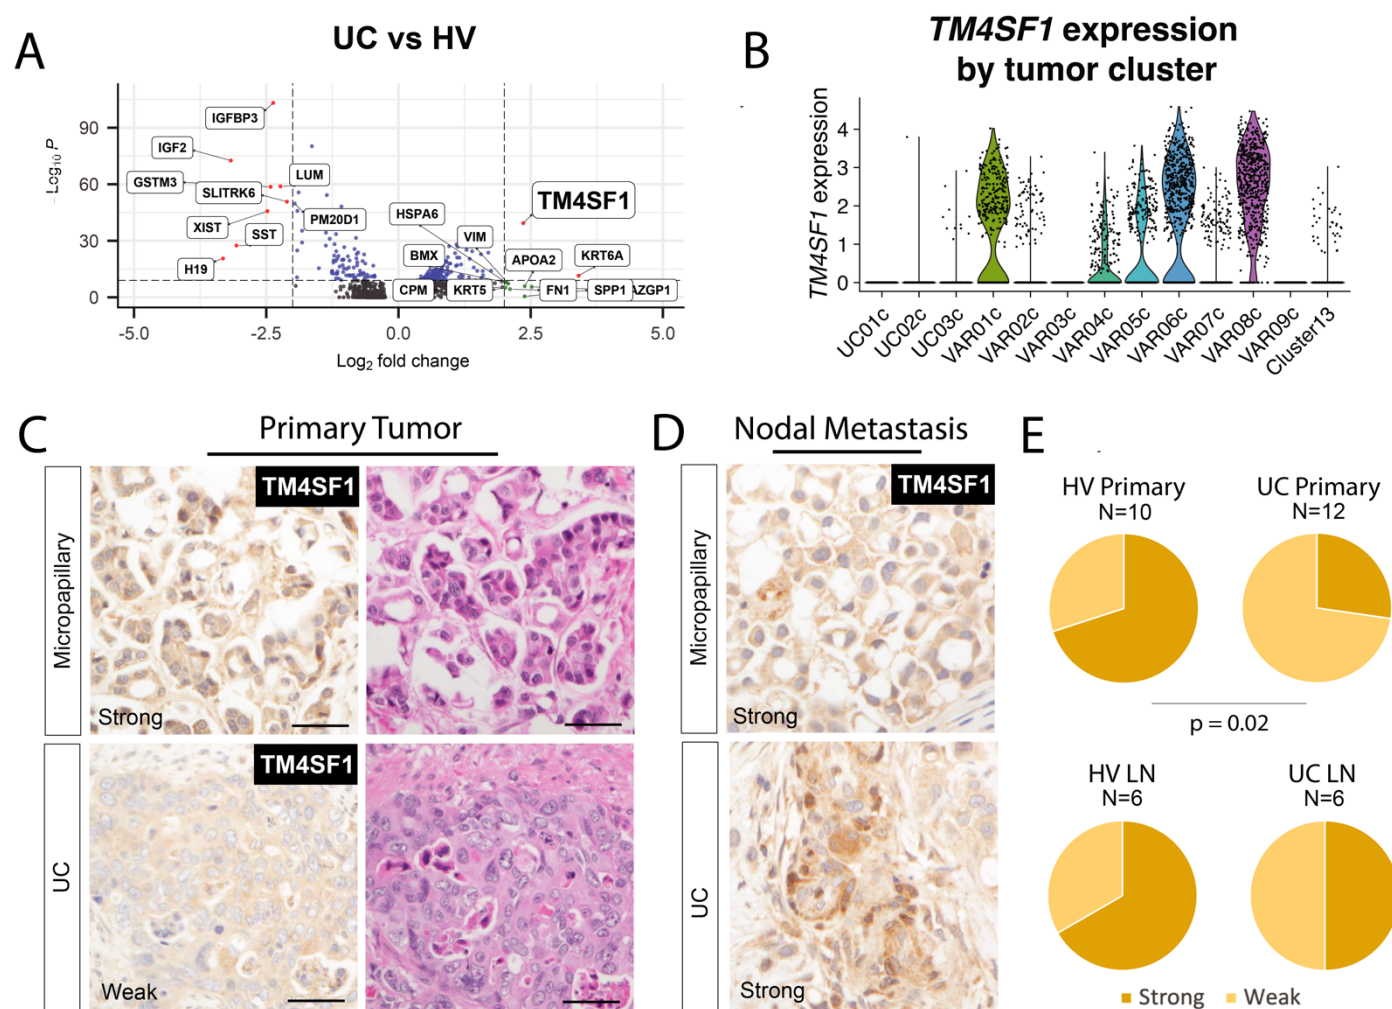 A
UC vs HV
-Log10 P
90
60
30
0
IGFBP3
IGF2
GSTM3
SLITRK6
LUM
XIST
SST
PM20D1
H19
HSPA6
VIM
BMX
TM4SF1
APOA2
KRT6A
CPM
KRT5
FN1
SPP1
AZGP1
-5.0
-2.5
0.0
2.5
5.0
Log2 fold change
B
TM4SF1 expression
by tumor cluster
TM4SF1 expression
4
3
2
1
0
UC01c
UC02c
UC03c
VAR01c
VAR02c
VAR03c
VAR04c
VAR05c
VAR06c
VAR07c
VAR08c
VAR09c
Cluster13
C
Primary Tumor
Micropapillary
TM4SF1
Strong
UC
TM4SF1
Weak
D
Nodal Metastasis
Micropapillary
TM4SF1
Strong
UC
Strong
E
HV Primary
N=10
UC Primary
N=12
p = 0.02
HV LN
N=6
UC LN
N=6
Strong
Weak